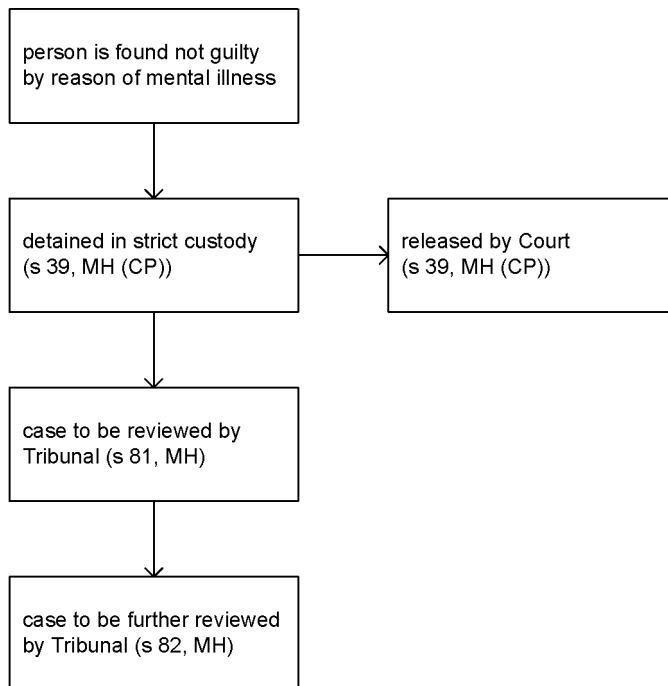 person is found not guilty
by reason of mental illness
detained in strict custody
(s 39, MH (CP))
released by Court
(s 39, MH (CP))
case to be reviewed by
Tribunal (s 81, MH)
case to be further reviewed
by Tribunal (s 82, MH)